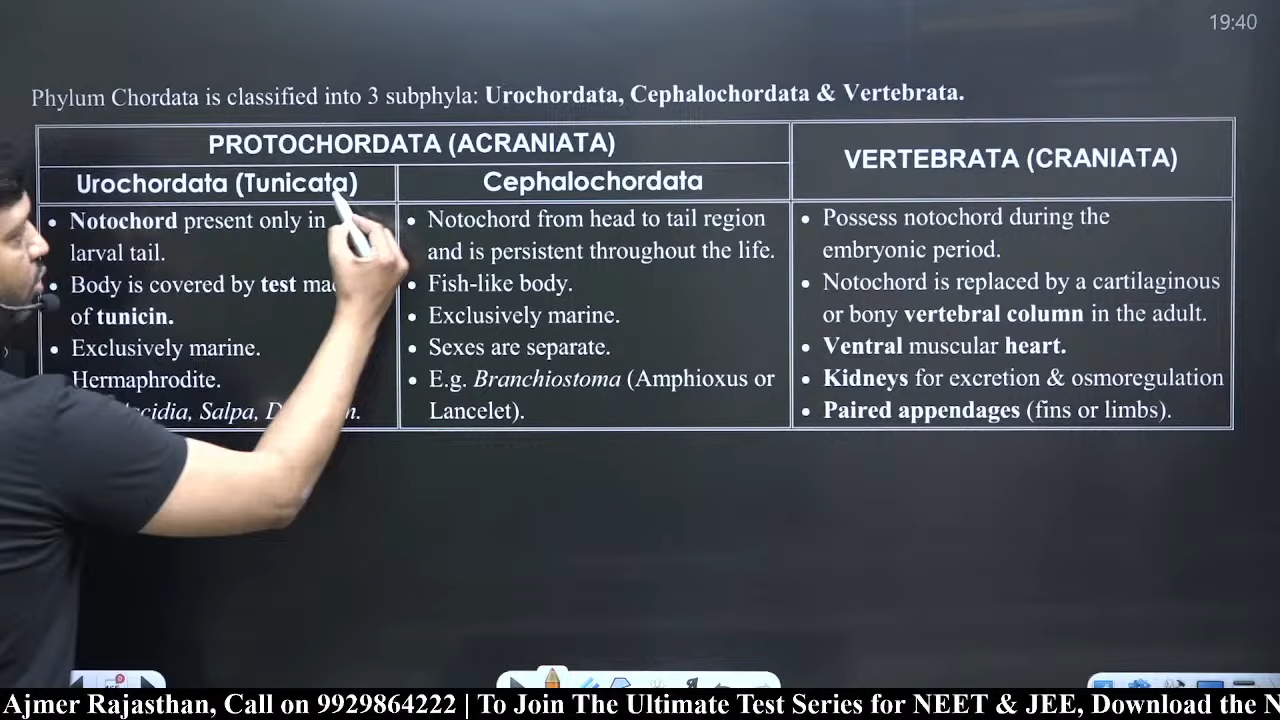 19:40
Phylum Chordata is classified into 3 subphyla: Urochordata, Cephalochordata & Vertebrata.
PROTOCHORDATA (ACRANIATA)
VERTEBRATA (CRANIATA)
Urochordata (Tunicata)
Cephalochordata
• Notochord present only in
larval tail.
• Body is covered by test
of tunicin.
• Exclusively marine.
Hermaphrodite.
Salpa,
• Notochord from head to tail region
and is persistent throughout the life.
• Fish-like body.
• Exclusively marine.
• Sexes are separate.
• E.g. Branchiostoma (Amphioxus or
Lancelet).
• Possess notochord during the
embryonic period.
• Notochord is replaced by a cartilaginous
or bony vertebral column in the adult.
• Ventral muscular heart.
• Kidneys for excretion & osmoregulation
• Paired appendages (fins or limbs).
Ajmer Rajasthan, Call on 9929864222 | To Join The Ultimate Test Series for NEET & JEE, Download the